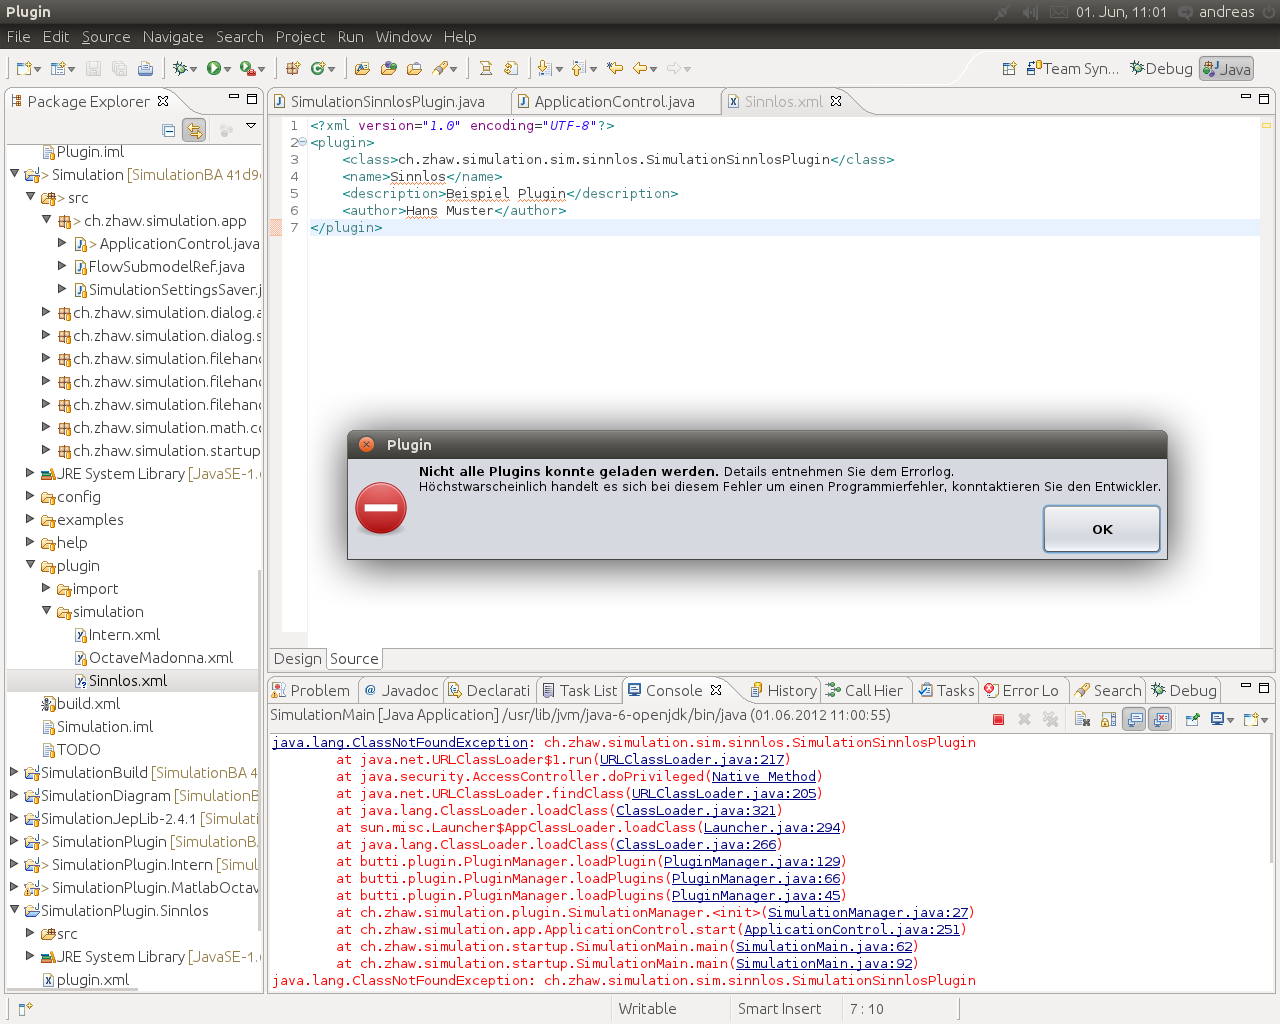 Plugin
01. Jun, 11:01 andreas
File Edit Source Navigate Search Project Run Window Help
Team Syn... Debug Java
Package Explorer
Plugin.iml
> Simulation [SimulationBA 41d9
> src
> ch.zhaw.simulation.app
> ApplicationControl.java
FlowSubmodelRef.java
SimulationSettingsSaver.j
ch.zhaw.simulation.dialog.a
ch.zhaw.simulation.dialog.s
ch.zhaw.simulation.filehan
ch.zhaw.simulation.filehan
ch.zhaw.simulation.filehan
ch.zhaw.simulation.math.co
ch.zhaw.simulation.startup
JRE System Library [JavaSE-1.
config
examples
help
plugin
import
simulation
Intern.xml
OctaveMadonna.xml
Sinnlos.xml
build.xml
Simulation.iml
TODO
SimulationBuild [SimulationBA 4
SimulationDiagram [SimulationB
SimulationJepLib-2.4.1 [Simulat
> SimulationPlugin [SimulationB
> SimulationPlugin.Intern [Simul
> SimulationPlugin.MatlabOctav
SimulationPlugin.Sinnlos
src
JRE System Library [JavaSE-1.
plugin.xml
SimulationSinnlosPlugin.java ApplicationControl.java Sinnlos.xml
1 <?xml version="1.0" encoding="UTF-8"?>
2 <plugin>
3 <class>ch.zhaw.simulation.sim.sinnlos.SimulationSinnlosPlugin</class>
4 <name>Sinnlos</name>
5 <description>Beispiel Plugin</description>
6 <author>Hans Muster</author>
7 </plugin>
Plugin
Nicht alle Plugins konnte geladen werden. Details entnehmen Sie dem Errorlog.
Höchstwarscheinlich handelt es sich bei diesem Fehler um einen Programmierfehler, konntaktieren Sie den Entwickler.
OK
Design Source
Problem Javadoc Declarati Task List Console History Call Hier Tasks Error Lo Search Debug
SimulationMain [Java Application] /usr/lib/jvm/java-6-openjdk/bin/java (01.06.2012 11:00:55)
java.lang.ClassNotFoundException: ch.zhaw.simulation.sim.sinnlos.SimulationSinnlosPlugin
at java.net.URLClassLoader$1.run(URLClassLoader.java:217)
at java.security.AccessController.doPrivileged(Native Method)
at java.net.URLClassLoader.findClass(URLClassLoader.java:205)
at java.lang.ClassLoader.loadClass(ClassLoader.java:321)
at sun.misc.Launcher$AppClassLoader.loadClass(Launcher.java:294)
at java.lang.ClassLoader.loadClass(ClassLoader.java:266)
at butti.plugin.PluginManager.loadPlugin(PluginManager.java:129)
at butti.plugin.PluginManager.loadPlugins(PluginManager.java:66)
at butti.plugin.PluginManager.loadPlugins(PluginManager.java:45)
at ch.zhaw.simulation.plugin.SimulationManager.<init>(SimulationManager.java:27)
at ch.zhaw.simulation.app.ApplicationControl.start(ApplicationControl.java:251)
at ch.zhaw.simulation.startup.SimulationMain.main(SimulationMain.java:62)
at ch.zhaw.simulation.startup.SimulationMain.main(SimulationMain.java:92)
java.lang.ClassNotFoundException: ch.zhaw.simulation.sim.sinnlos.SimulationSinnlosPlugin
Writable Smart Insert 7 : 10